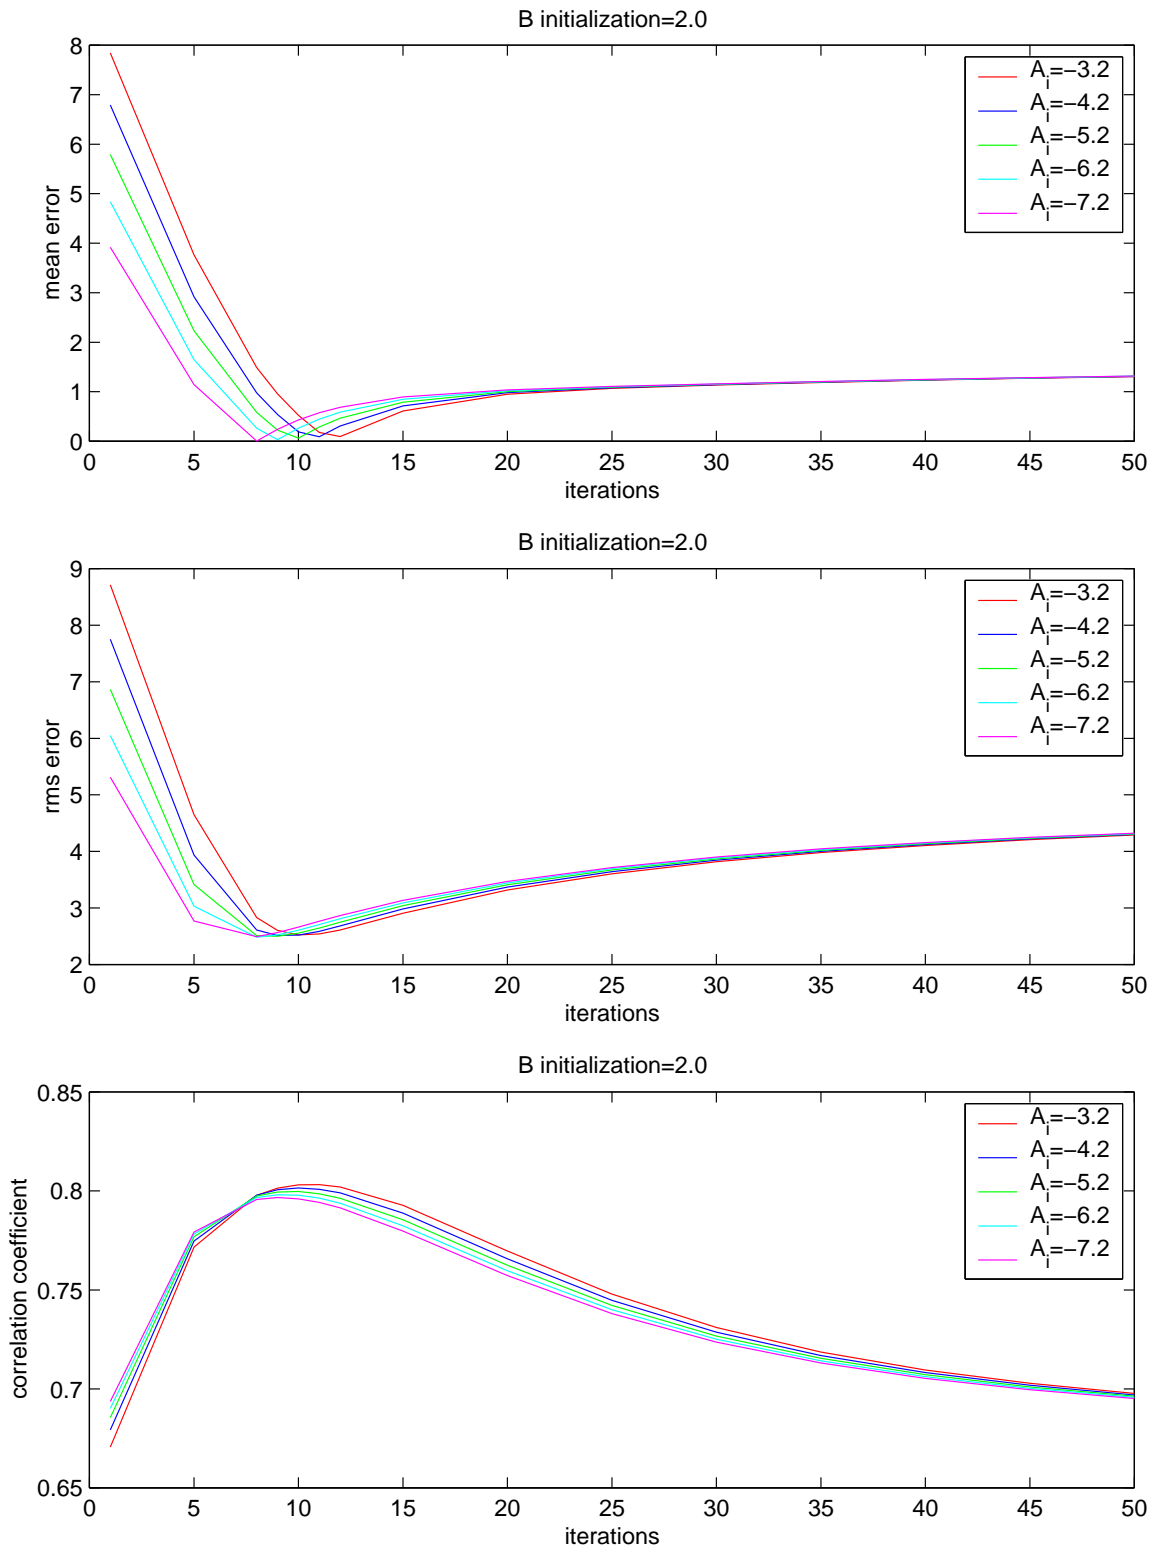 B initialization=2.0
8
7
6
5
4
3
2
1
0
mean error
A_i=−3.2
A_i=−4.2
A_i=−5.2
A_i=−6.2
A_i=−7.2
0 5 10 15 20 25 30 35 40 45 50
iterations
B initialization=2.0
9
8
7
6
5
4
3
2
rms error
A_i=−3.2
A_i=−4.2
A_i=−5.2
A_i=−6.2
A_i=−7.2
0 5 10 15 20 25 30 35 40 45 50
iterations
B initialization=2.0
0.85
0.8
0.75
0.7
0.65
correlation coefficient
A_i=−3.2
A_i=−4.2
A_i=−5.2
A_i=−6.2
A_i=−7.2
0 5 10 15 20 25 30 35 40 45 50
iterations